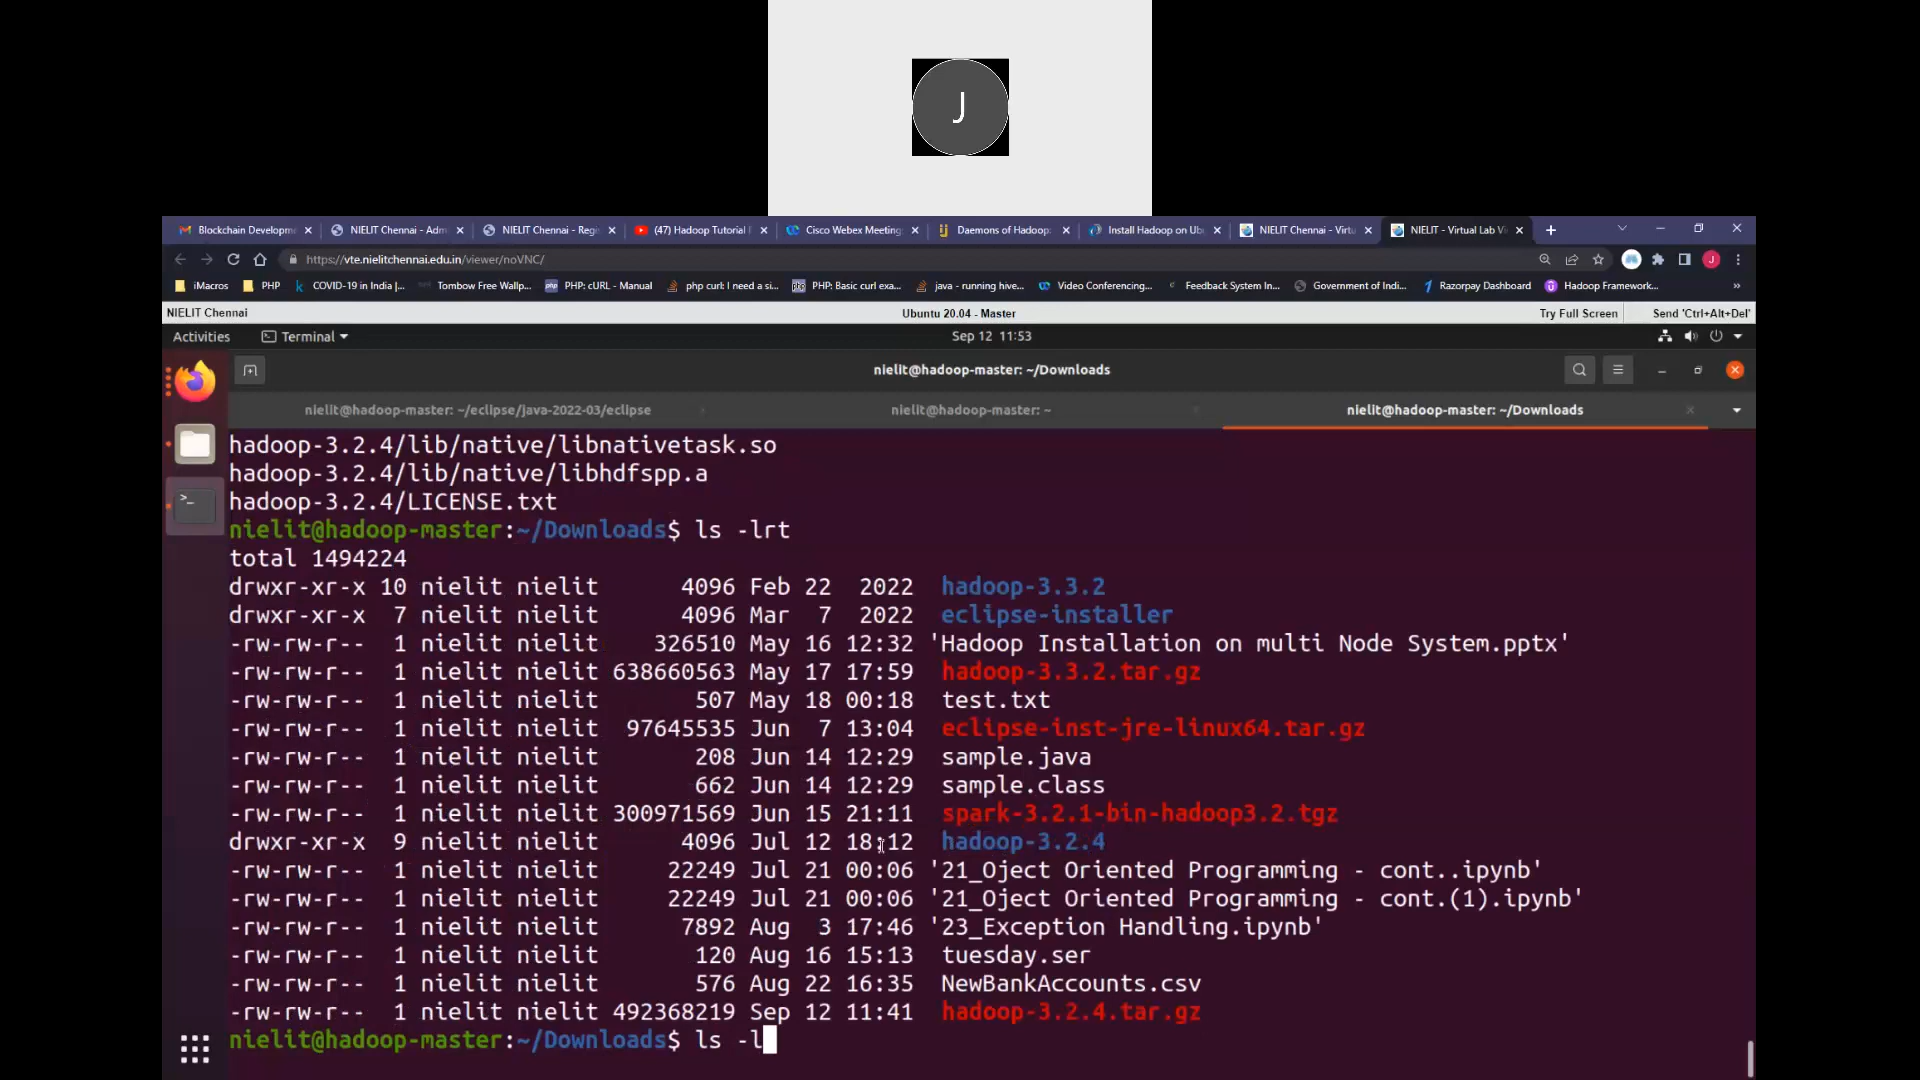 J
Blockchain Developm
NIELIT Chennai - Adm
NIELIT Chennai - Reg
(47) Hadoop Tutorial
Cisco Webex Meeting
Daemons of Hadoop
Install Hadoop on Ub
NIELIT Chennai - Virtu
NIELIT - Virtual Lab Vi
https://vte.nielitchennai.edu.in/viewer/noVNC/
iMacros
PHP
COVID-19 in India |...
Tombow Free Wallp...
PHP: cURL - Manual
php curl: I need a si...
PHP: Basic curl exa...
java - running hive...
Video Conferencing...
Feedback System In...
Government of Indi...
Razorpay Dashboard
Hadoop Framework...
NIELIT Chennai
Ubuntu 20.04 - Master
Try Full Screen
Send 'Ctrl+Alt+Del'
Activities
Terminal
Sep 12 11:53
nielit@hadoop-master: ~/Downloads
nielit@hadoop-master: ~/eclipse/java-2022-03/eclipse
nielit@hadoop-master: ~
nielit@hadoop-master: ~/Downloads
hadoop-3.2.4/lib/native/libnativetask.so
hadoop-3.2.4/lib/native/libhdfspp.a
hadoop-3.2.4/LICENSE.txt
nielit@hadoop-master:~/Downloads$ ls -lrt
total 1494224
drwxr-xr-x 10 nielit nielit      4096 Feb 22  2022  hadoop-3.3.2
drwxr-xr-x  7 nielit nielit      4096 Mar  7  2022  eclipse-installer
-rw-rw-r--  1 nielit nielit    326510 May 16 12:32 'Hadoop Installation on multi Node System.pptx'
-rw-rw-r--  1 nielit nielit 638660563 May 17 17:59  hadoop-3.3.2.tar.gz
-rw-rw-r--  1 nielit nielit       507 May 18 00:18  test.txt
-rw-rw-r--  1 nielit nielit  97645535 Jun  7 13:04  eclipse-inst-jre-linux64.tar.gz
-rw-rw-r--  1 nielit nielit       208 Jun 14 12:29  sample.java
-rw-rw-r--  1 nielit nielit       662 Jun 14 12:29  sample.class
-rw-rw-r--  1 nielit nielit 300971569 Jun 15 21:11  spark-3.2.1-bin-hadoop3.2.tgz
drwxr-xr-x  9 nielit nielit      4096 Jul 12 18:12  hadoop-3.2.4
-rw-rw-r--  1 nielit nielit     22249 Jul 21 00:06 '21_Oject Oriented Programming - cont..ipynb'
-rw-rw-r--  1 nielit nielit     22249 Jul 21 00:06 '21_Oject Oriented Programming - cont.(1).ipynb'
-rw-rw-r--  1 nielit nielit      7892 Aug  3 17:46 '23_Exception Handling.ipynb'
-rw-rw-r--  1 nielit nielit       120 Aug 16 15:13  tuesday.ser
-rw-rw-r--  1 nielit nielit       576 Aug 22 16:35  NewBankAccounts.csv
-rw-rw-r--  1 nielit nielit 492368219 Sep 12 11:41  hadoop-3.2.4.tar.gz
nielit@hadoop-master:~/Downloads$ ls -l